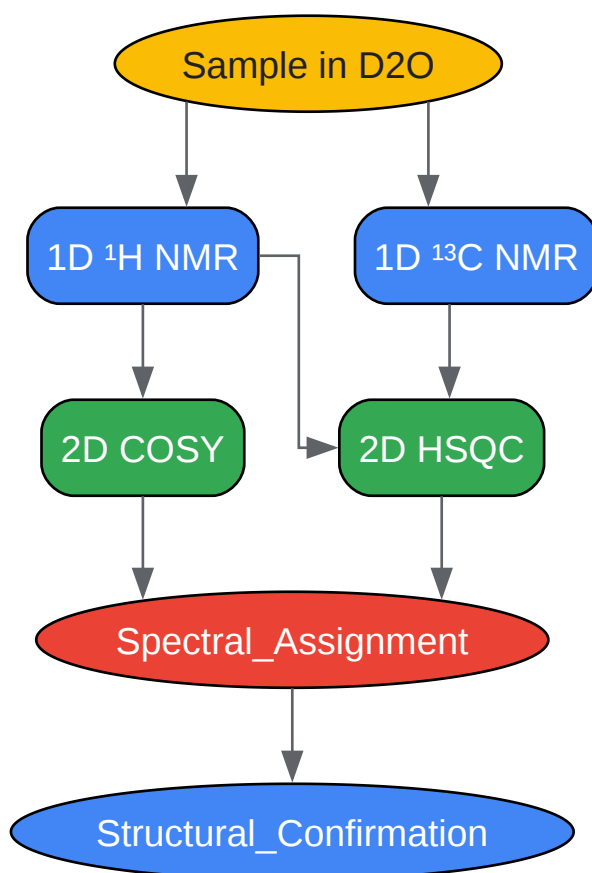 Sample in D2O
1D ¹H NMR
1D ¹³C NMR
2D COSY
2D HSQC
Spectral_Assignment
Structural_Confirmation